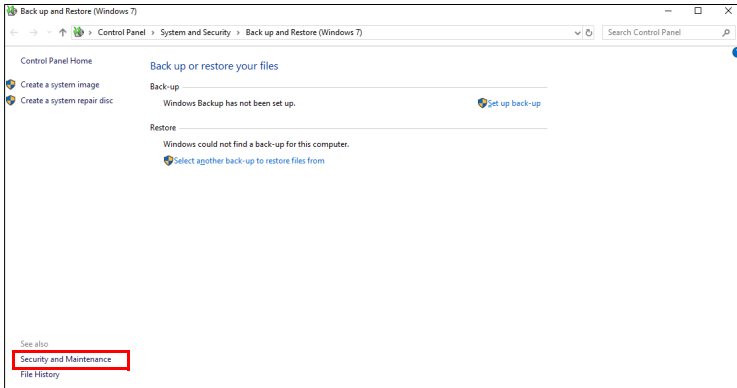 Back up and Restore (Windows 7)
Control Panel > System and Security > Back up and Restore (Windows 7)
Search Control Panel
Control Panel Home
Create a system image
Create a system repair disc
Back up or restore your files
Back-up
Windows Backup has not been set up.
Set up back-up
Restore
Windows could not find a back-up for this computer.
Select another back-up to restore files from
See also
Security and Maintenance
File History